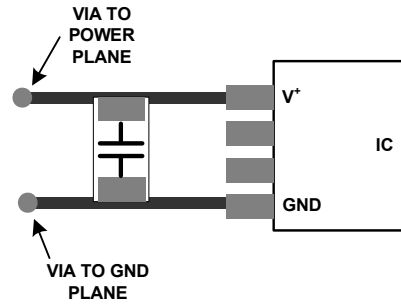 VIA TO
POWER
PLANE
V+
IC
GND
VIA TO GND
PLANE